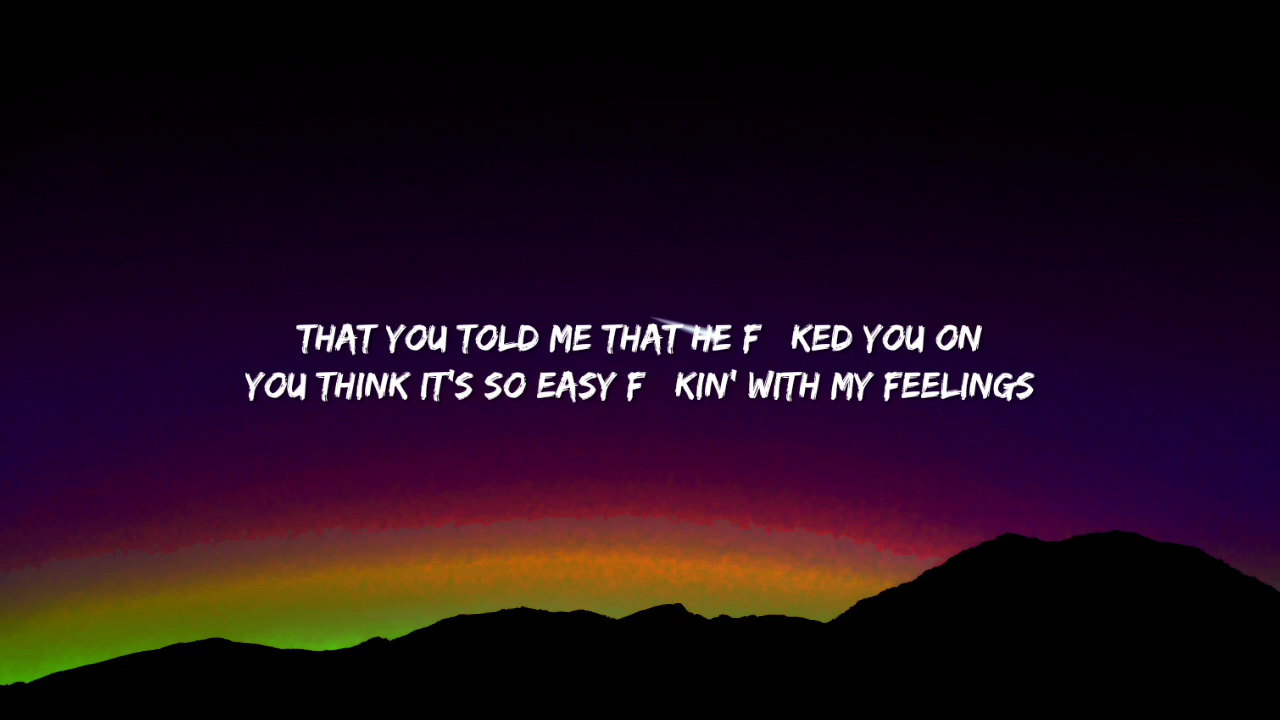 THAT YOU TOLD ME THAT HE F   KED YOU ON
YOU THINK IT'S SO EASY F   KIN' WITH MY FEELINGS